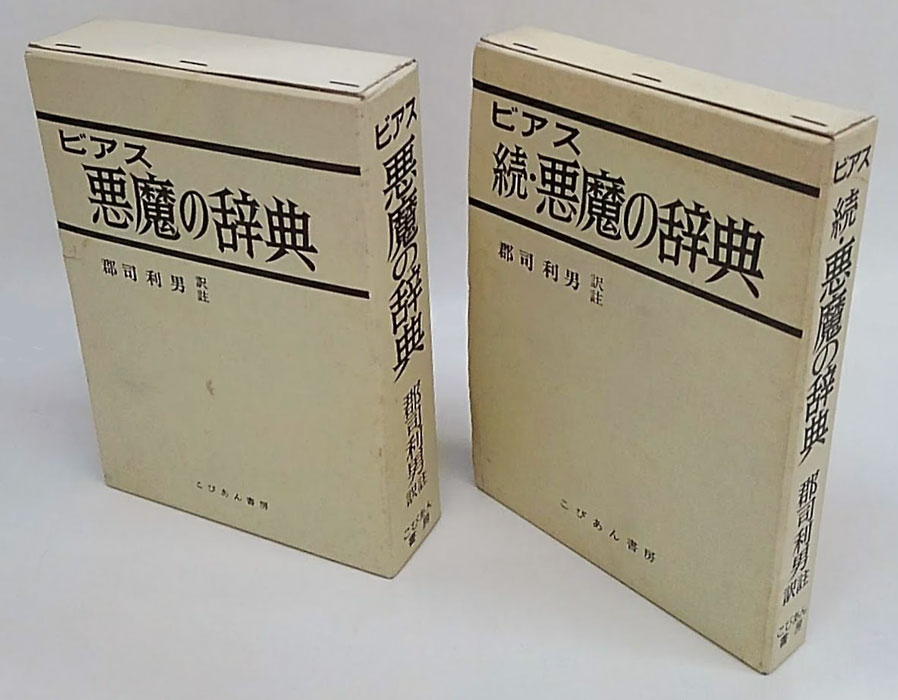 ビアス
悪魔の辞典
郡司利男 訳註
こびあん書房
ビアス 悪魔の辞典 郡司利男 訳註 こびあん書房
ビアス
続・悪魔の辞典
郡司利男 訳註
こびあん書房
ビアス 続 悪魔の辞典 郡司利男 訳註 こびあん書房